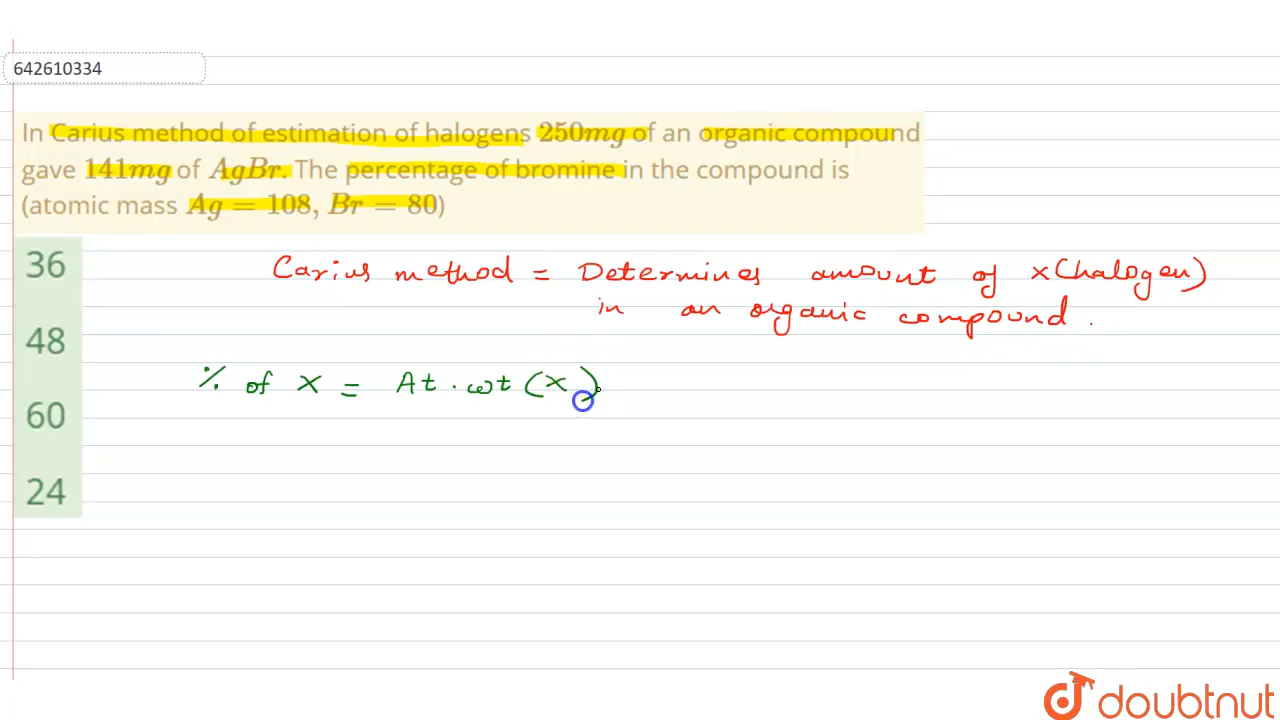 642610334
In Carius method of estimation of halogens 250mg of an organic compound
gave 141mg of AgBr. The percentage of bromine in the compound is
(atomic mass Ag = 108, Br = 80)
36
48
60
24
Carius method = Determines amount of x (halogen)
in an organic compound.
% of X = At. wt (X)
doubtnut